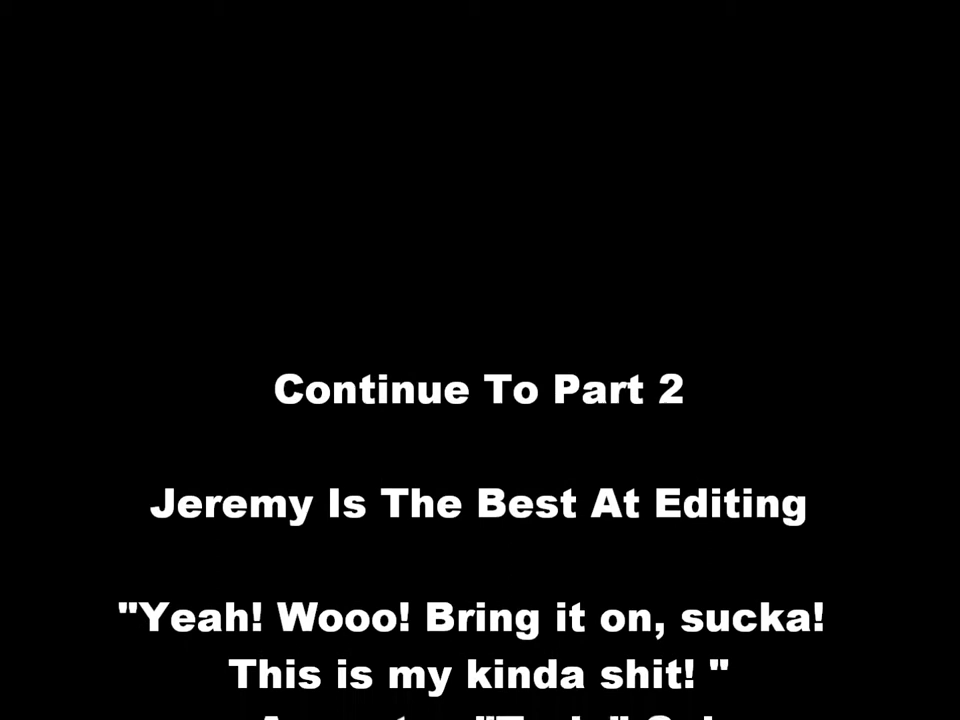 Continue To Part 2
Jeremy Is The Best At Editing
"Yeah! Wooo! Bring it on, sucka!
This is my kinda shit! "